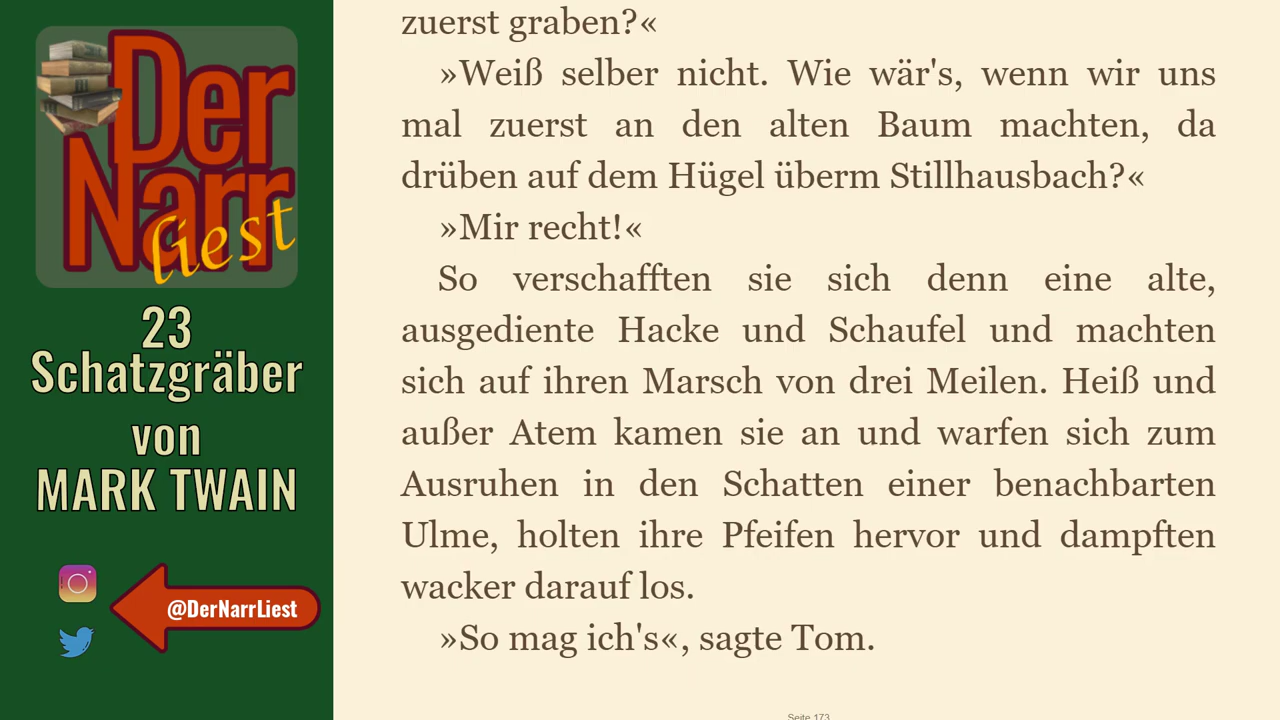 Der
Narr
liest
23
Schatzgräber
von
MARK TWAIN
@DerNarrLiest
zuerst graben?«
»Weiß selber nicht. Wie wär's, wenn wir uns
mal zuerst an den alten Baum machten, da
drüben auf dem Hügel überm Stillhausbach?«
»Mir recht!«
So verschafften sie sich denn eine alte,
ausgediente Hacke und Schaufel und machten
sich auf ihren Marsch von drei Meilen. Heiß und
außer Atem kamen sie an und warfen sich zum
Ausruhen in den Schatten einer benachbarten
Ulme, holten ihre Pfeifen hervor und dampften
wacker darauf los.
»So mag ich's«, sagte Tom.
Seite 173